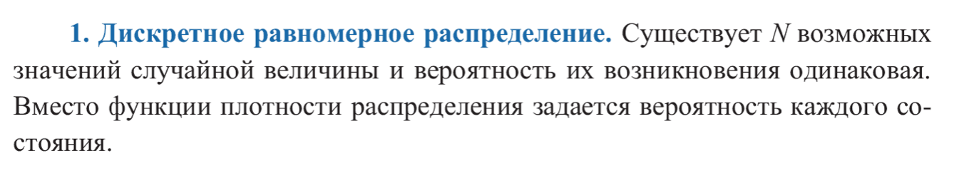 1. Дискретное равномерное распределение. Существует N возможных
значений случайной величины и вероятность их возникновения одинаковая.
Вместо функции плотности распределения задается вероятность каждого со-
стояния.